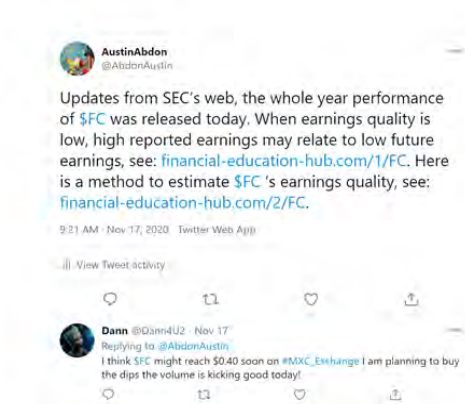 AustinAbdon
@AbdonAustin
Updates from SEC's web, the whole year performance
of $FC was released today. When earnings quality is
low, high reported earnings may relate to low future
earnings, see: financial-education-hub.com/1/FC. Here
is a method to estimate $FC 's earnings quality, see:
financial-education-hub.com/2/FC.
9:21 AM · Nov 17, 2020 Twitter Web App
View Tweet activity
Dann @Dann4U2 · Nov 17
Replying to @AbdonAustin
I think $FC might reach $0.40 soon on #MXC_Exchange I am planning to buy
the dips the volume is kicking good today!